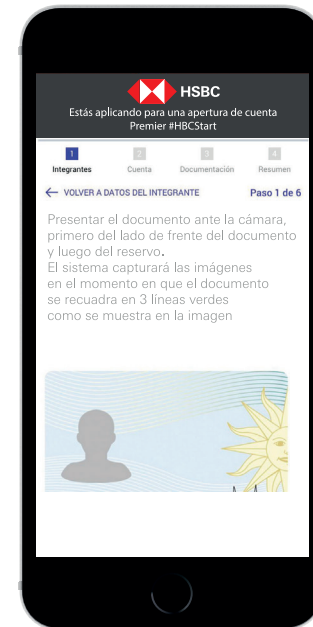 HSBC
Estás aplicando para una apertura de cuenta
Premier #HBCStart
1 2 3 4
Integrantes Cuenta Documentación Resumen
← VOLVER A DATOS DEL INTEGRANTE Paso 1 de 6
Presentar el documento ante la cámara,
primero del lado de frente del documento
y luego del reservo.
El sistema capturará las imágenes
en el momento en que el documento
se recuadra en 3 líneas verdes
como se muestra en la imagen